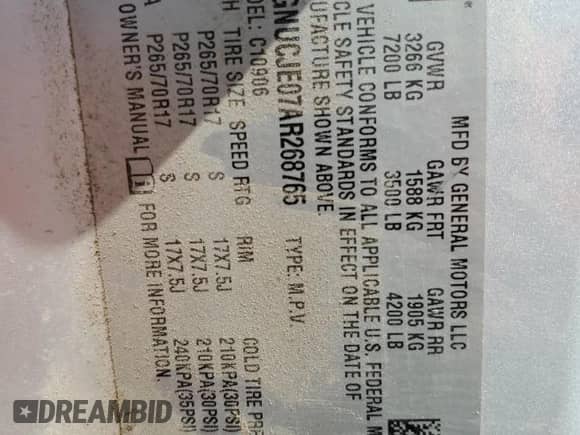 MFD BY GENERAL MOTORS LLC
GVWR GAWR FRT GAWR RR
3266 KG 1588 KG 1905 KG
7200 LB 3500 LB 4200 LB
VEHICLE CONFORMS TO ALL APPLICABLE U.S. FEDERAL M
CLE SAFETY STANDARDS IN EFFECT ON THE DATE OF
UFACTURE SHOWN ABOVE.
GNUCJE07AR268765 TYPE: M.P.V
DEL: C10906
TIRE SIZE SPEED RTG RIM COLD TIRE PRE
P265/70R17 S 17X7.5J 210KPA(30PSI)
P265/70R17 S 17X7.5J 210KPA(30PSI)
P265/70R17 S 17X7.5J 240KPA(35PSI)
OWNER'S MANUAL FOR MORE INFORMATION.
DREAMBID